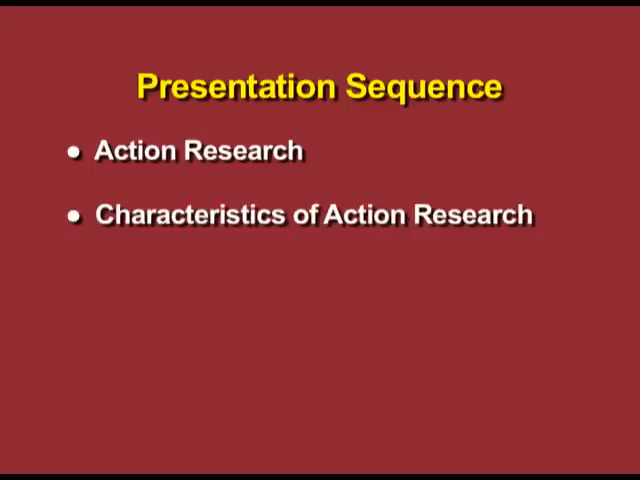 Presentation Sequence
● Action Research
● Characteristics of Action Research